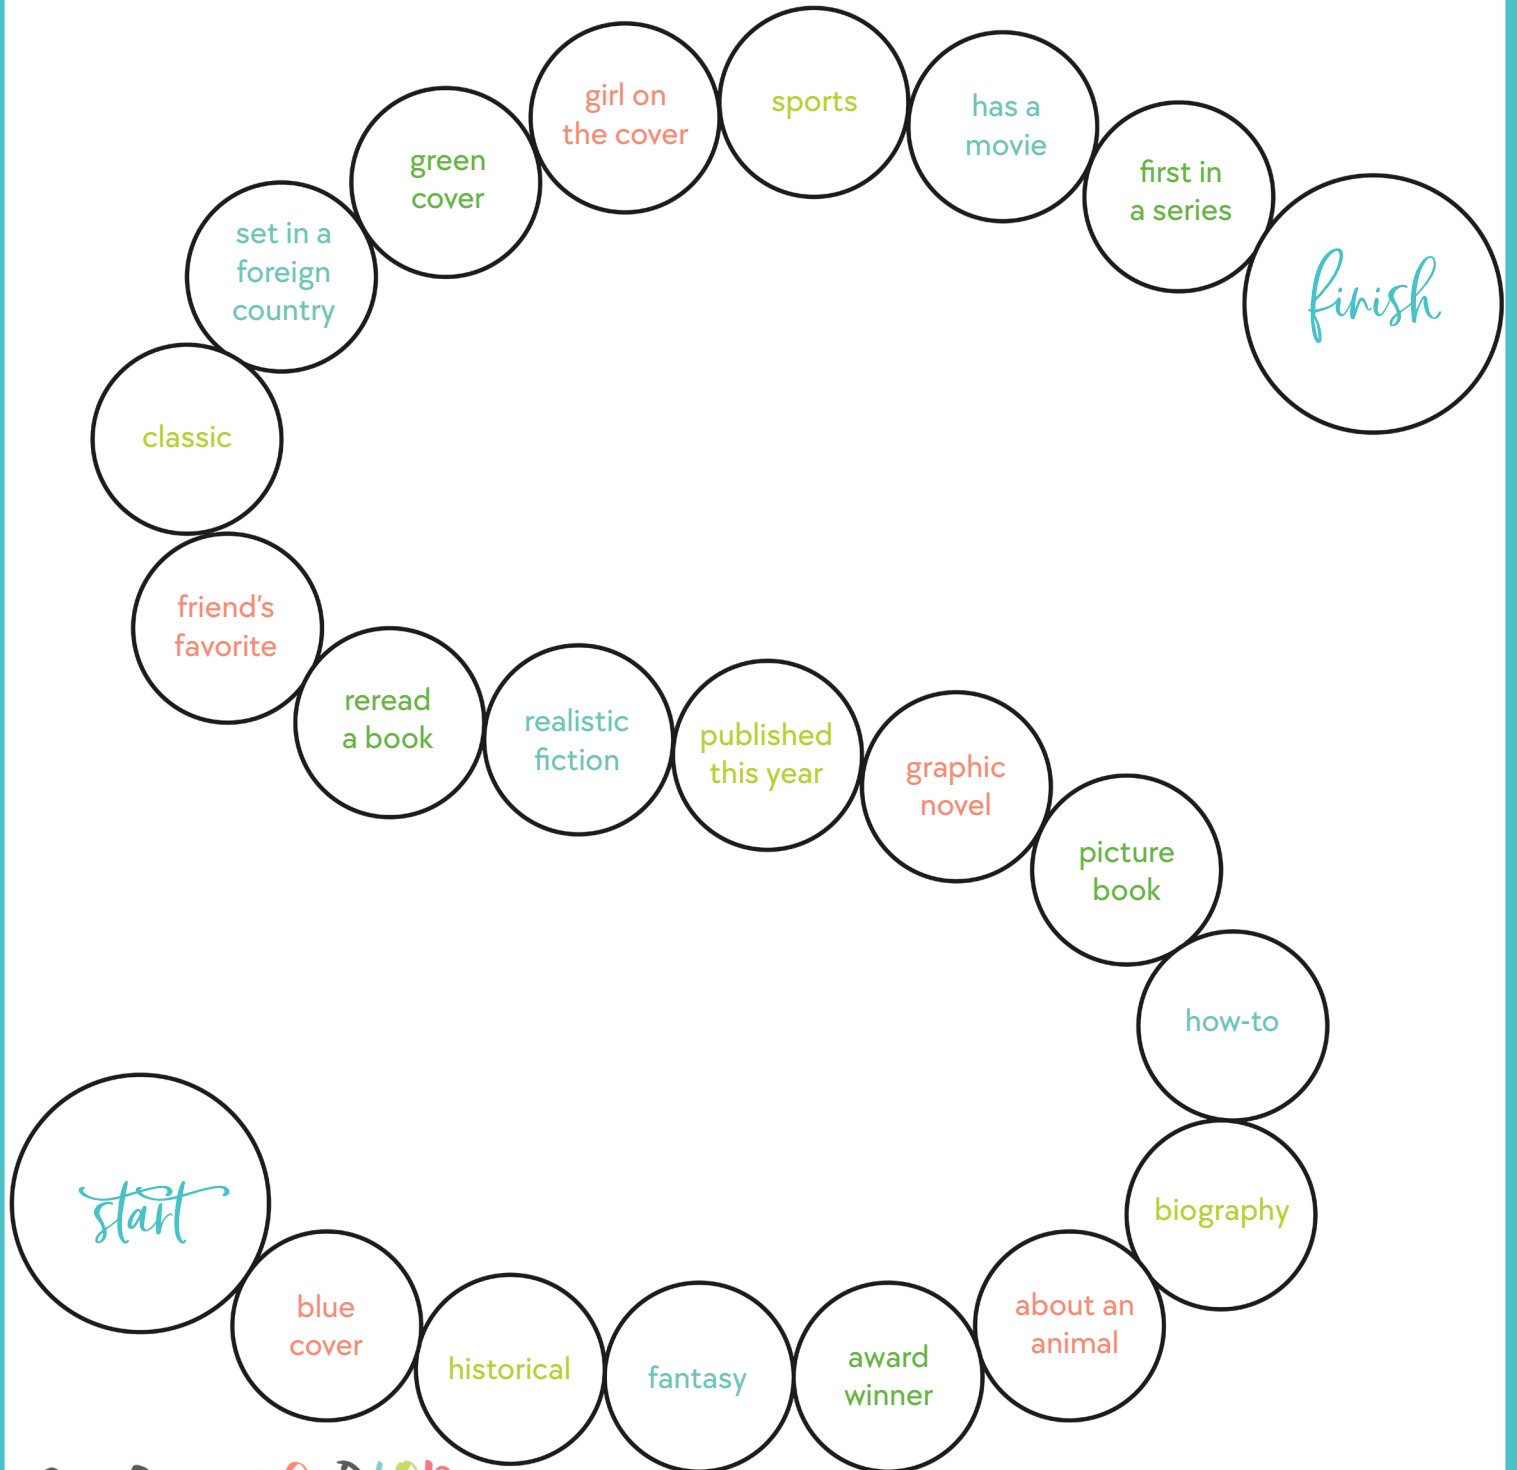 girl on
the cover
sports
has a
movie
green
cover
first in
a series
set in a
foreign
country
finish
classic
friend's
favorite
reread
a book
realistic
fiction
published
this year
graphic
novel
picture
book
how-to
start
biography
blue
cover
historical
fantasy
award
winner
about an
animal